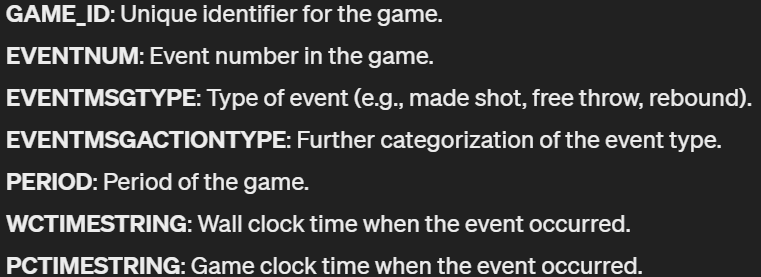 GAME_ID: Unique identifier for the game.
EVENTNUM: Event number in the game.
EVENTMSGTYPE: Type of event (e.g., made shot, free throw, rebound).
EVENTMSGACTIONTYPE: Further categorization of the event type.
PERIOD: Period of the game.
WCTIMESTRING: Wall clock time when the event occurred.
PCTIMESTRING: Game clock time when the event occurred.